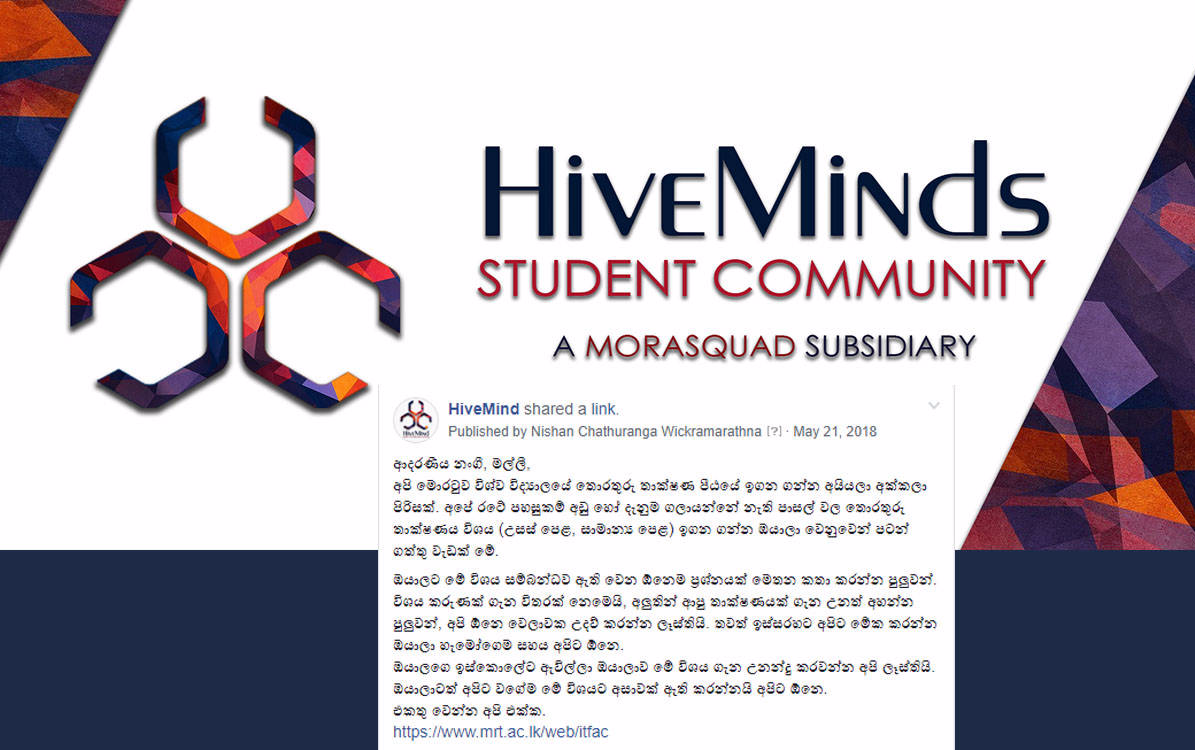 HiveMinds
STUDENT COMMUNITY
A MORASQUAD SUBSIDIARY
HiveMind shared a link.
HiveMinds
Published by Nishan Chathuranga Wickramarathna [?] · May 21, 2018
ආදරණීය නංගී, මල්ලී,
අපි මොරටුව විශ්ව විද්‍යාලයේ තොරතුරු තාක්ෂණ පීඨයේ ඉගන ගන්න අයියලා අක්කලා
පිරිසක්. අපේ රටේ පහසුකම් අඩු හෝ දැනුම ගලායන්නේ නැති පාසල් වල තොරතුරු
තාක්ෂණය විශය (උසස් පෙළ, සාමාන්‍ය පෙළ) ඉගන ගන්න ඔයාලා වෙනුවෙන් පටන්
ගත්තු වැඩක් මේ.
ඔයාලට මේ විශය සම්බන්ධව ඇති වෙන ඕනෙම ප්‍රශ්නයක් මෙතන කතා කරන්න පුලුවන්.
විශය කරුණක් ගැන විතරක් නෙමෙයි, අලුතින් ආපු තාක්ෂණයක් ගැන උනත් අහන්න
පුලුවන්, අපි ඕනෙ වෙලාවක උදව් කරන්න ලෑස්තියි. තවත් ඉස්සරහට අපිට මේක කරන්න
ඔයාලා හැමෝගෙම සහය අපිට ඕනෙ.
ඔයාලගෙ ඉස්කොලේට ඇවිල්ලා ඔයාලාව මේ විශය ගැන උනන්දු කරවන්න අපි ලෑස්තියි.
ඔයාලාටත් අපිට වගේම මේ විශයට අසාවක් ඇති කරන්නයි අපිට ඕනෙ.
එකතු වෙන්න අපි එක්ක.
https://www.mrt.ac.lk/web/itfac